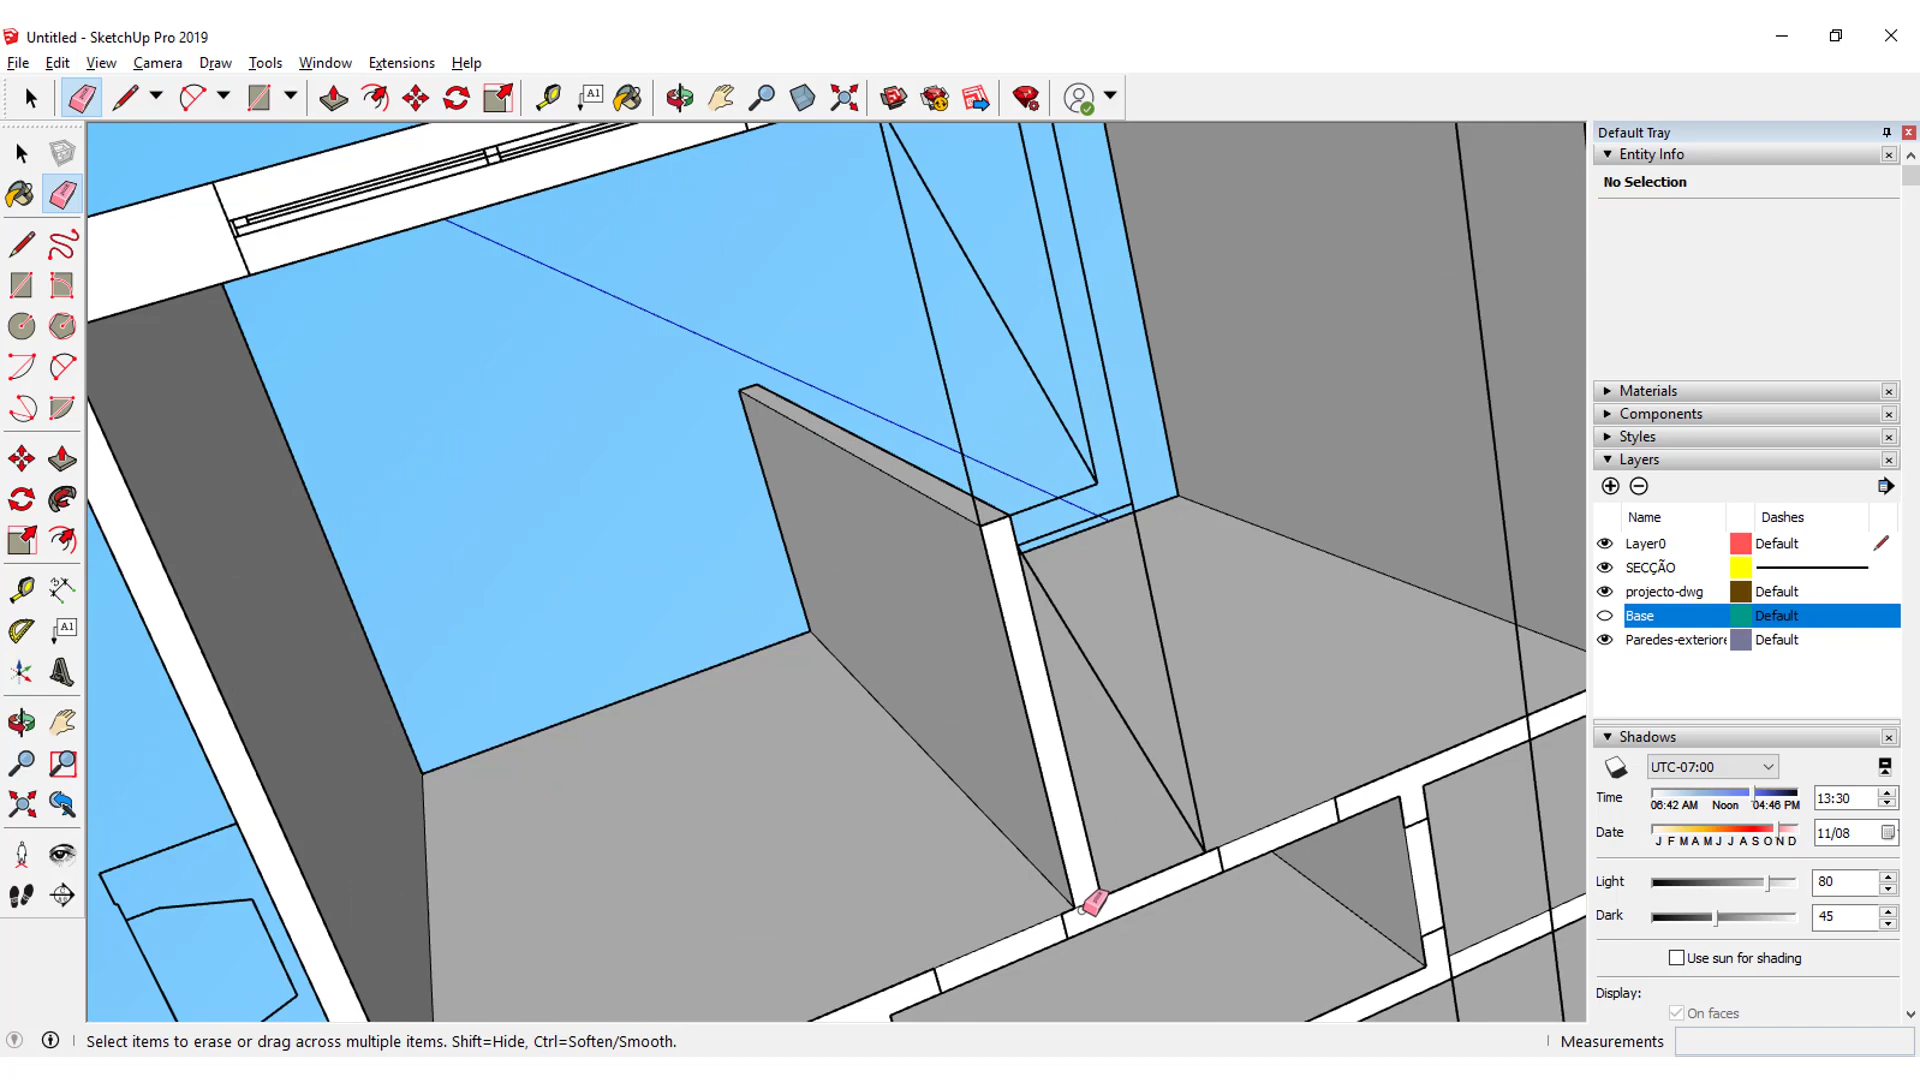 Untitled - SketchUp Pro 2019
File Edit View Camera Draw Tools Window Extensions Help
A1
Default Tray
Entity Info
No Selection
A1
Materials
Components
Styles
Layers
Name Dashes
Layer0 Default
SECÇÃO
projecto-dwg Default
Base Default
Paredes-exteriore Default
Shadows
UTC-07:00
Time 06:42 AM Noon 04:46 PM 13:30
Date J F M A M J J A S O N D 11/08
Light 80
Dark 45
Use sun for shading
Display:
On faces
Select items to erase or drag across multiple items. Shift=Hide, Ctrl=Soften/Smooth.
Measurements